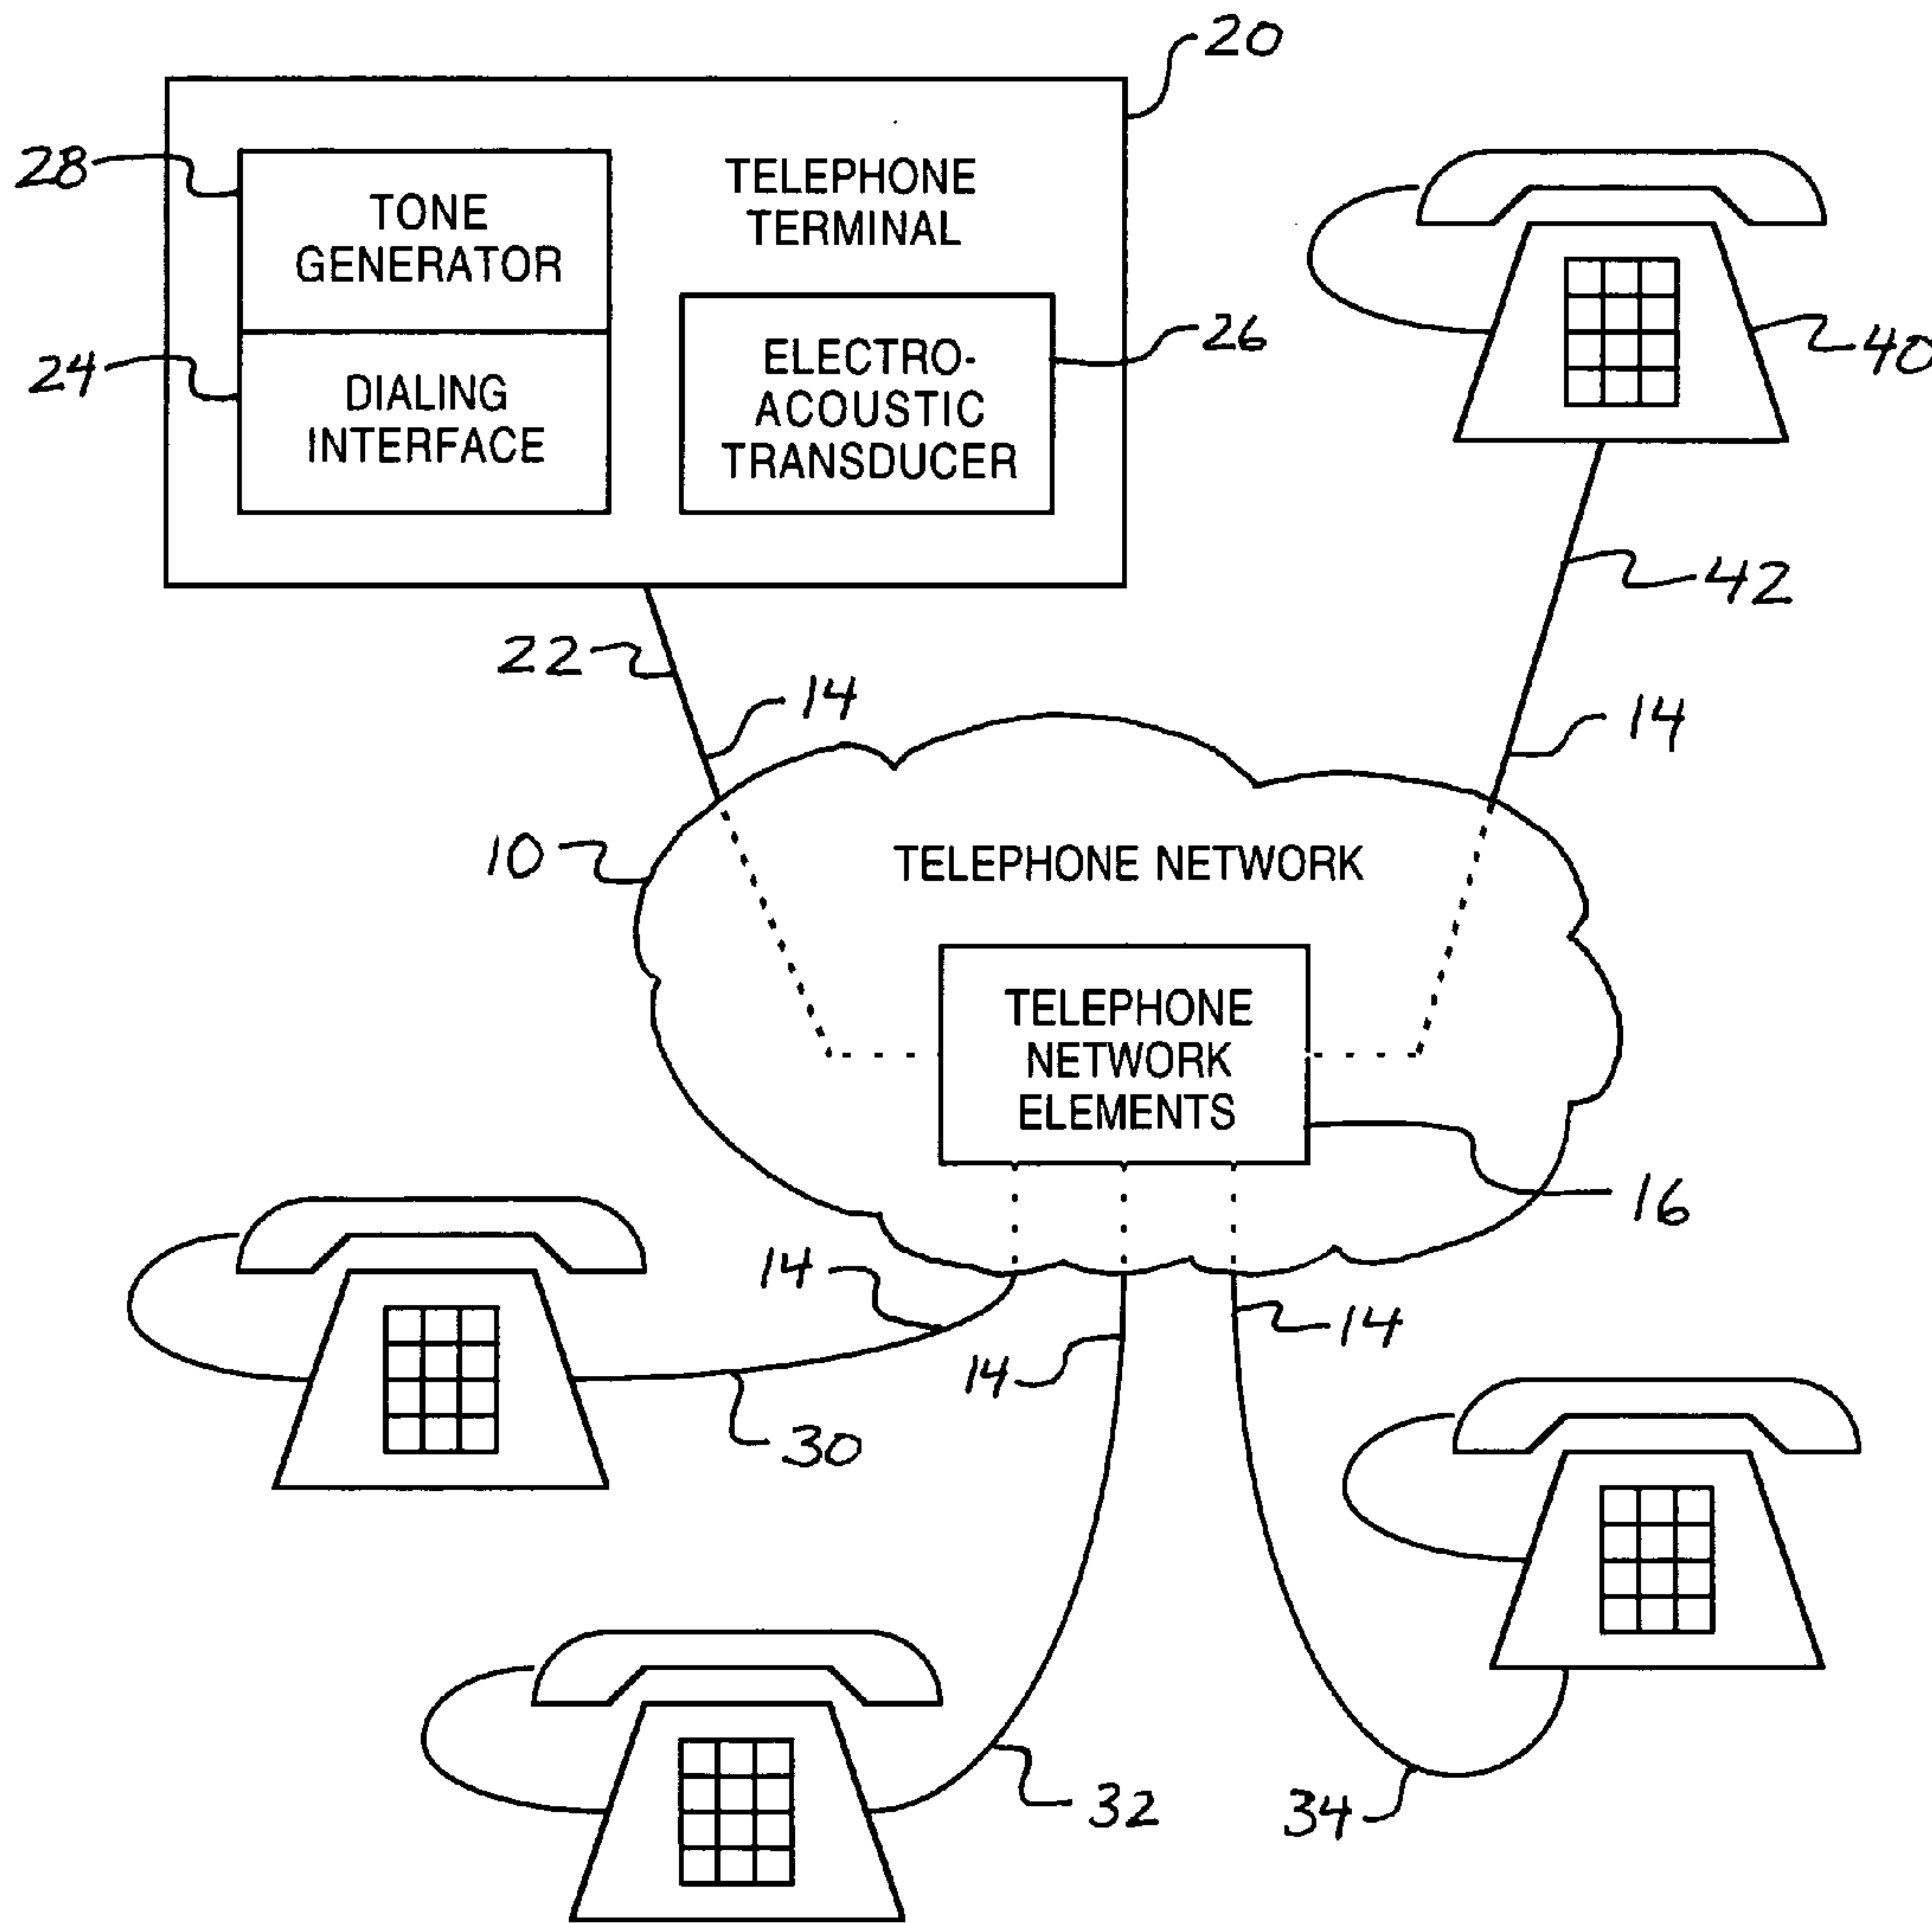 20
28
TONE
GENERATOR
TELEPHONE
TERMINAL
24
DIALING
INTERFACE
ELECTRO-
ACOUSTIC
TRANSDUCER
26
40
42
22
14
14
10
TELEPHONE NETWORK
TELEPHONE
NETWORK
ELEMENTS
16
14
14
14
30
32
34